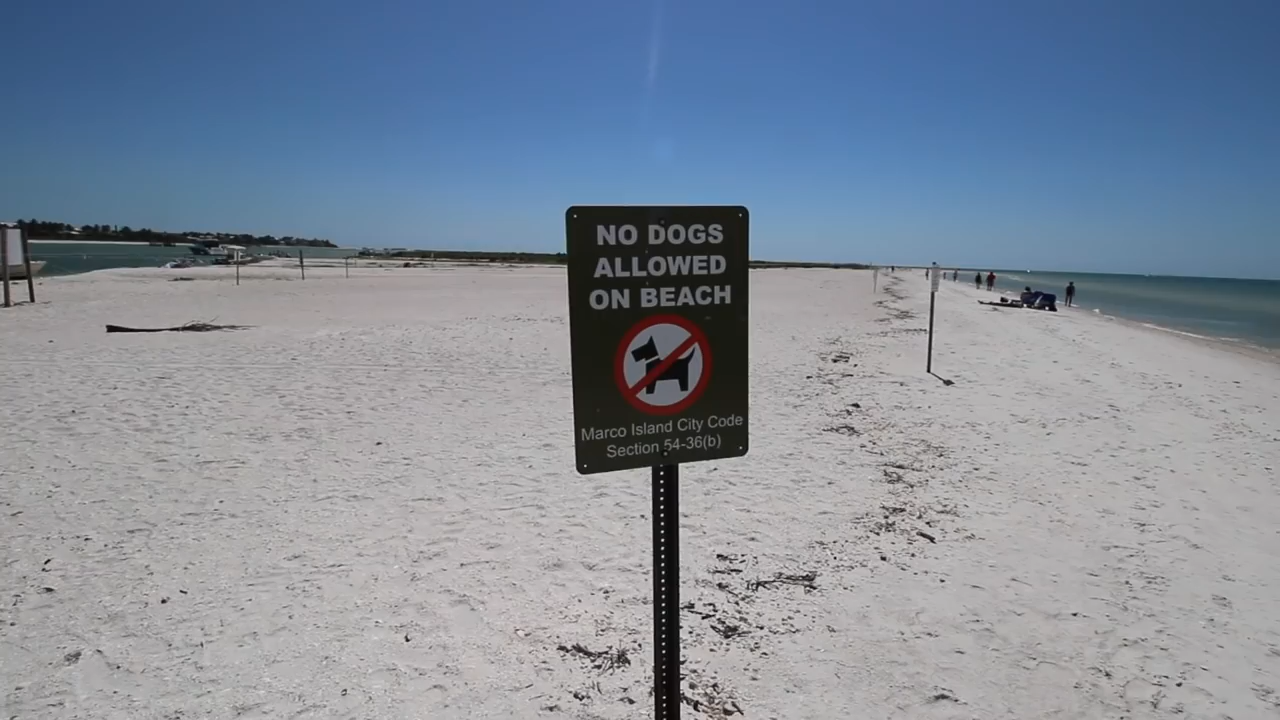 NO DOGS
ALLOWED
ON BEACH
Marco Island City Code
Section 54-36(b)